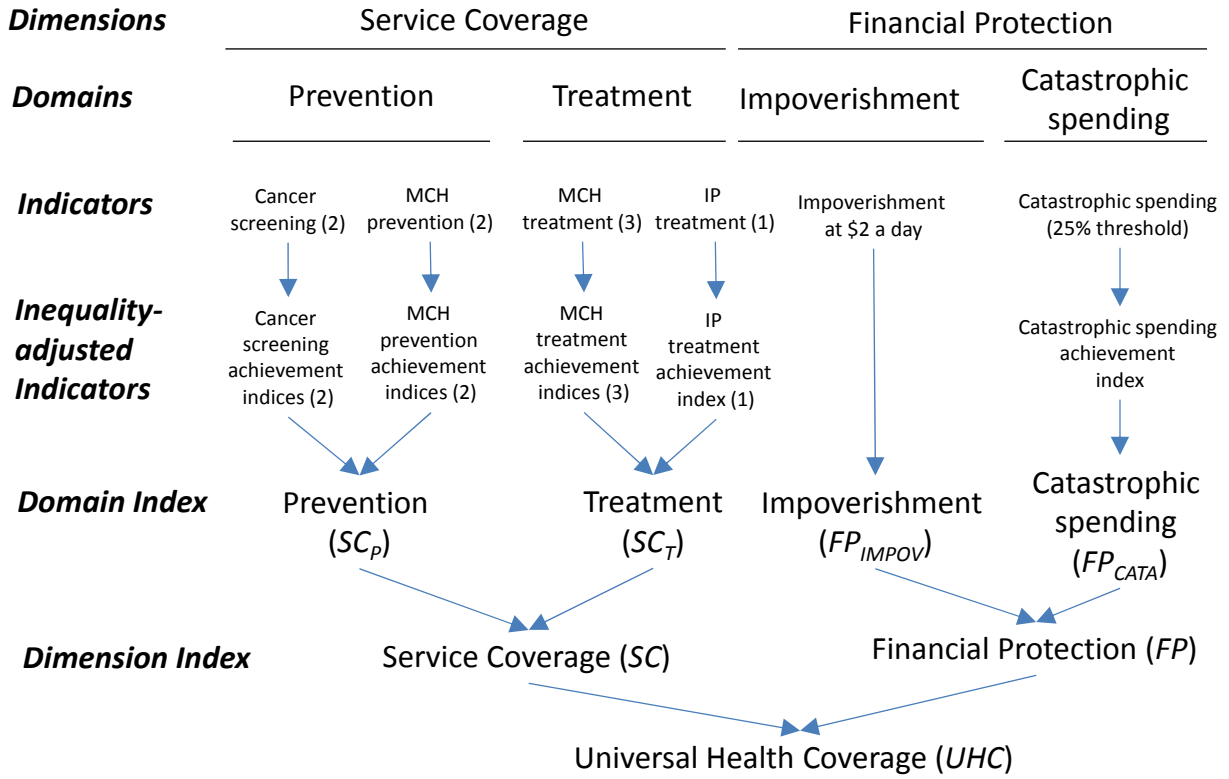 Dimensions
Service Coverage
Financial Protection
Domains
Prevention
Treatment
Impoverishment
Catastrophic
spending
Indicators
Cancer
screening (2)
MCH
prevention (2)
MCH
treatment (3)
IP
treatment (1)
Impoverishment
at $2 a day
Catastrophic spending
(25% threshold)
Inequality-
adjusted
Indicators
Cancer
screening
achievement
indices (2)
MCH
prevention
achievement
indices (2)
MCH
treatment
achievement
indices (3)
IP
treatment
achievement
index (1)
Catastrophic spending
achievement
index
Domain Index
Prevention
(SC_P)
Treatment
(SC_T)
Impoverishment
(FP_IMPOV)
Catastrophic
spending
(FP_CATA)
Dimension Index
Service Coverage (SC)
Financial Protection (FP)
Universal Health Coverage (UHC)